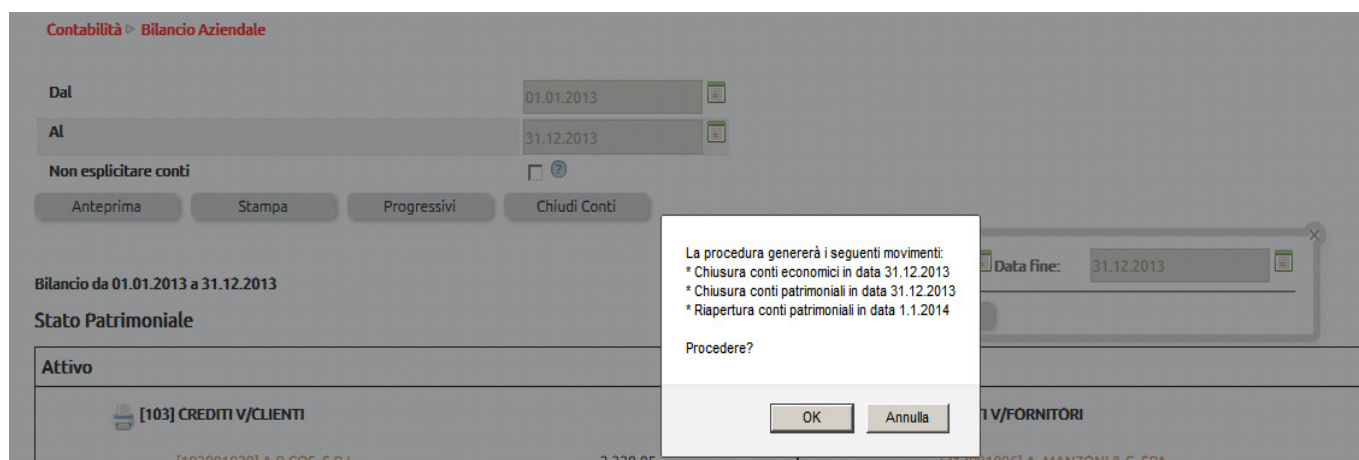 Contabilità ▹ Bilancio Aziendale
Dal 01.01.2013
Al 31.12.2013
Non esplicitare conti
Anteprima Stampa Progressivi Chiudi Conti
La procedura genererà i seguenti movimenti:
* Chiusura conti economici in data 31.12.2013
* Chiusura conti patrimoniali in data 31.12.2013
* Riapertura conti patrimoniali in data 1.1.2014
Procedere?
OK Annulla
Data fine: 31.12.2013
Bilancio da 01.01.2013 a 31.12.2013
Stato Patrimoniale
Attivo
[103] CREDITI V/CLIENTI
V/FORNITORI